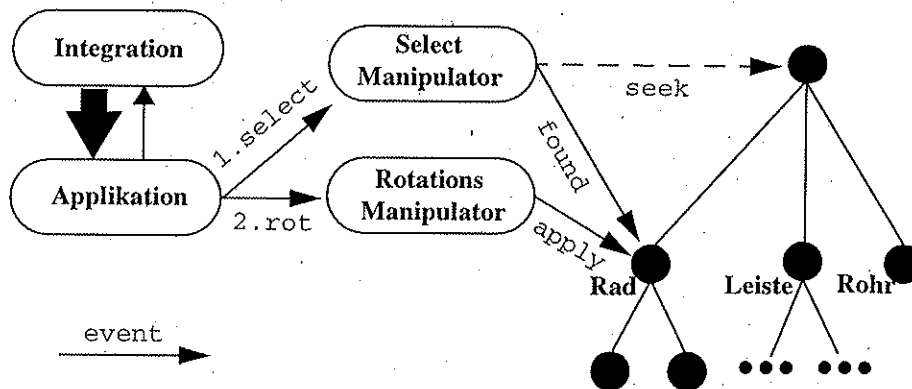 Integration
Select
Manipulator
seek
1.select
found
Applikation
Rotations
Manipulator
2.rot
apply
Rad
Leiste
Rohr
event